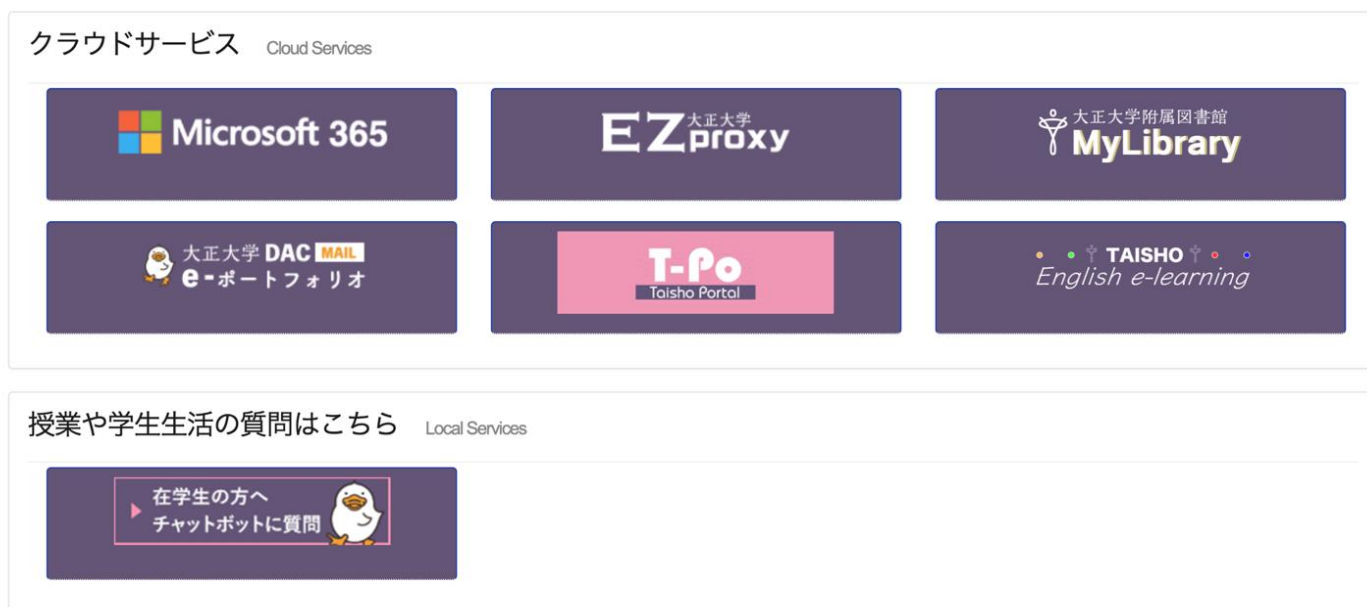 クラウドサービス Cloud Services
Microsoft 365
EZproxy 大正大学
大正大学附属図書館
MyLibrary
大正大学 DAC MAIL
e-ポートフォリオ
T-Po
Taisho Portal
TAISHO
English e-learning
授業や学生生活の質問はこちら Local Services
在学生の方へ
チャットボットに質問